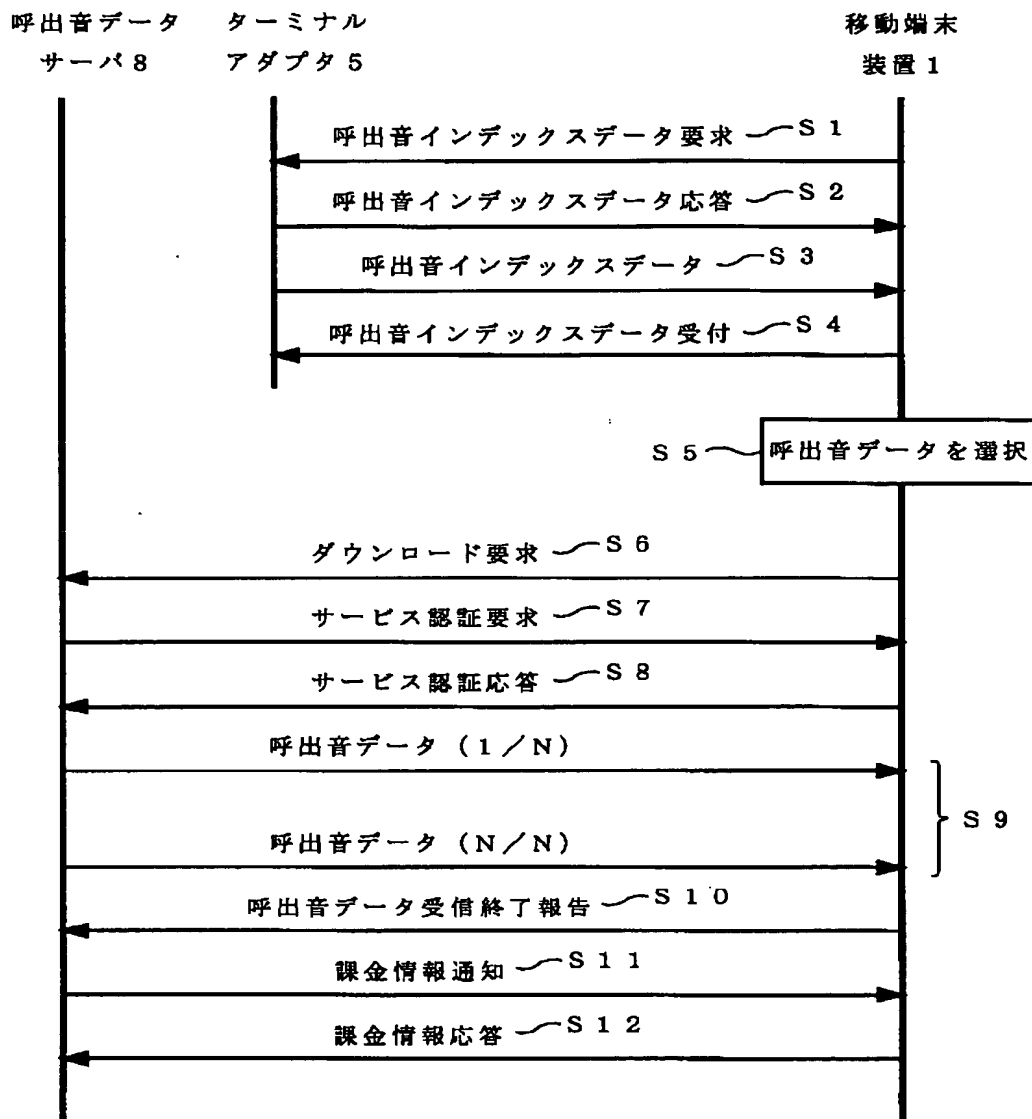 呼出音データ
サーバ8
ターミナル
アダプタ5
移動端末
装置1
呼出音インデックスデータ要求 S1
呼出音インデックスデータ応答 S2
呼出音インデックスデータ S3
呼出音インデックスデータ受付 S4
S5 呼出音データを選択
ダウンロード要求 S6
サービス認証要求 S7
サービス認証応答 S8
呼出音データ(1/N)
S9
呼出音データ(N/N)
呼出音データ受信終了報告 S10
課金情報通知 S11
課金情報応答 S12